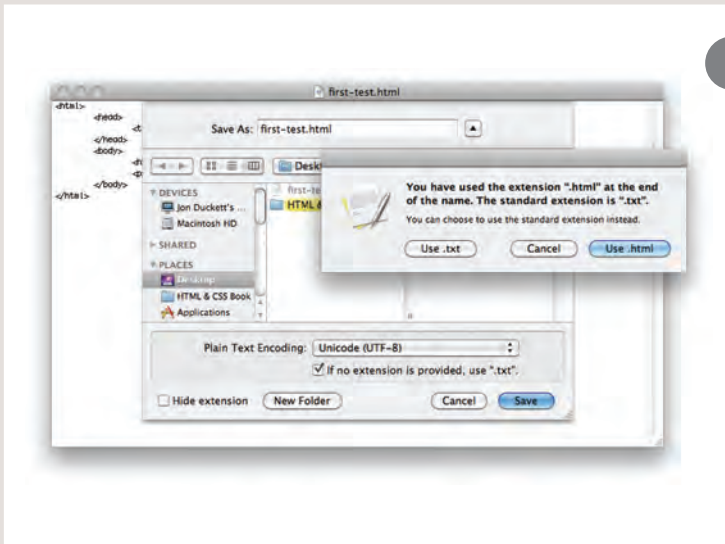 first-test.html
<html>
<head>
<t
</head>
<body>
<h
<p
</body>
</html>
Save As: first-test.html
Deskt
DEVICES
Jon Duckett's ...
Macintosh HD
SHARED
PLACES
Desktop
HTML & CSS Book
Applications
first-te
HTML &
You have used the extension ".html" at the end
of the name. The standard extension is ".txt".
You can choose to use the standard extension instead.
Use .txt Cancel Use .html
Plain Text Encoding: Unicode (UTF-8)
If no extension is provided, use ".txt".
Hide extension New Folder Cancel Save